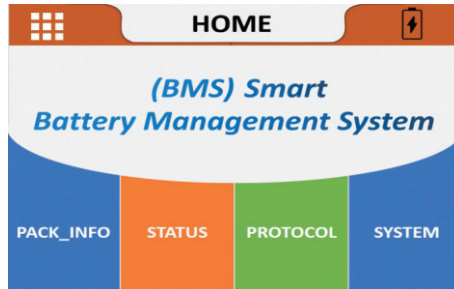 HOME
(BMS) Smart
Battery Management System
PACK_INFO STATUS PROTOCOL SYSTEM